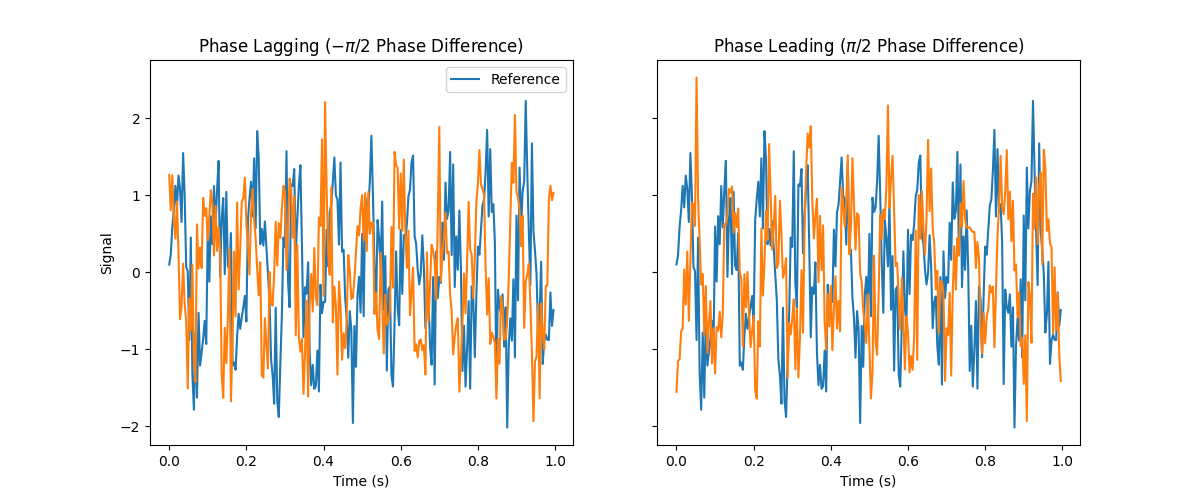 Phase Lagging (−π/2 Phase Difference)
Phase Leading (π/2 Phase Difference)
Reference
Signal
2
1
0
−1
−2
0.0 0.2 0.4 0.6 0.8 1.0
0.0 0.2 0.4 0.6 0.8 1.0
Time (s)
Time (s)